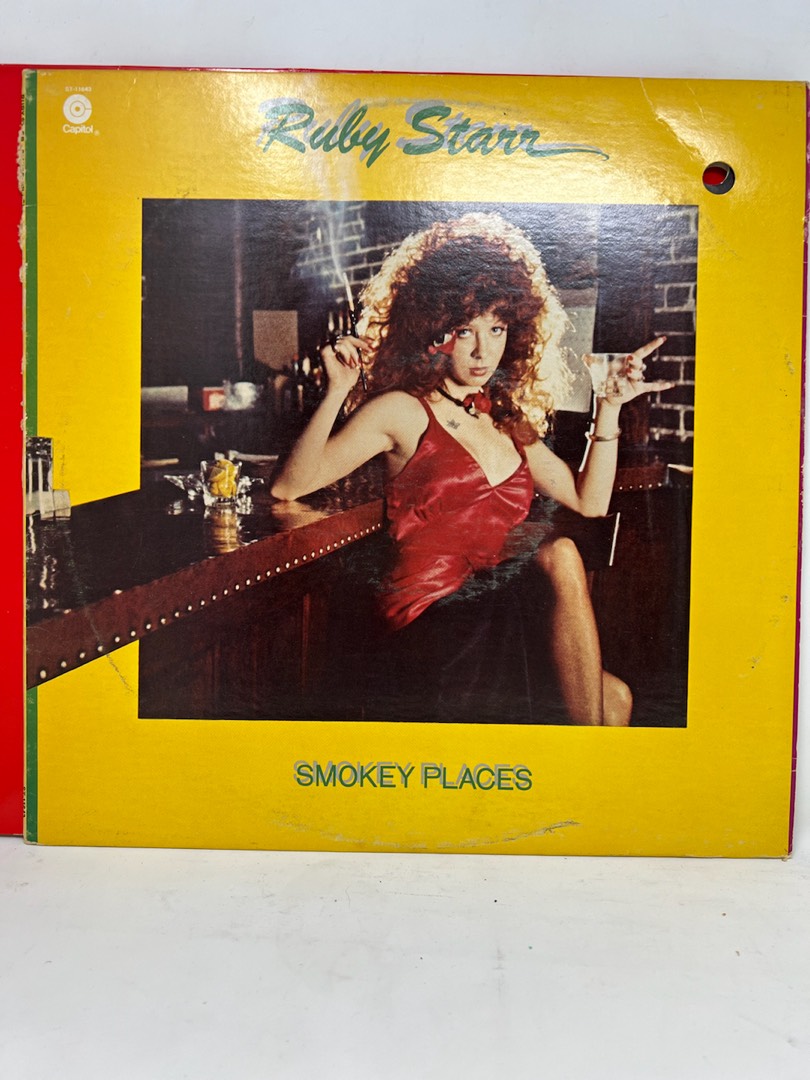 Capitol®
Ruby Starr
SMOKEY PLACES